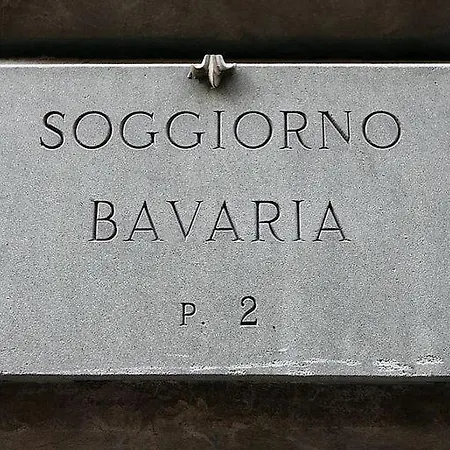 SOGGIORNO
BAVARIA
P. 2.